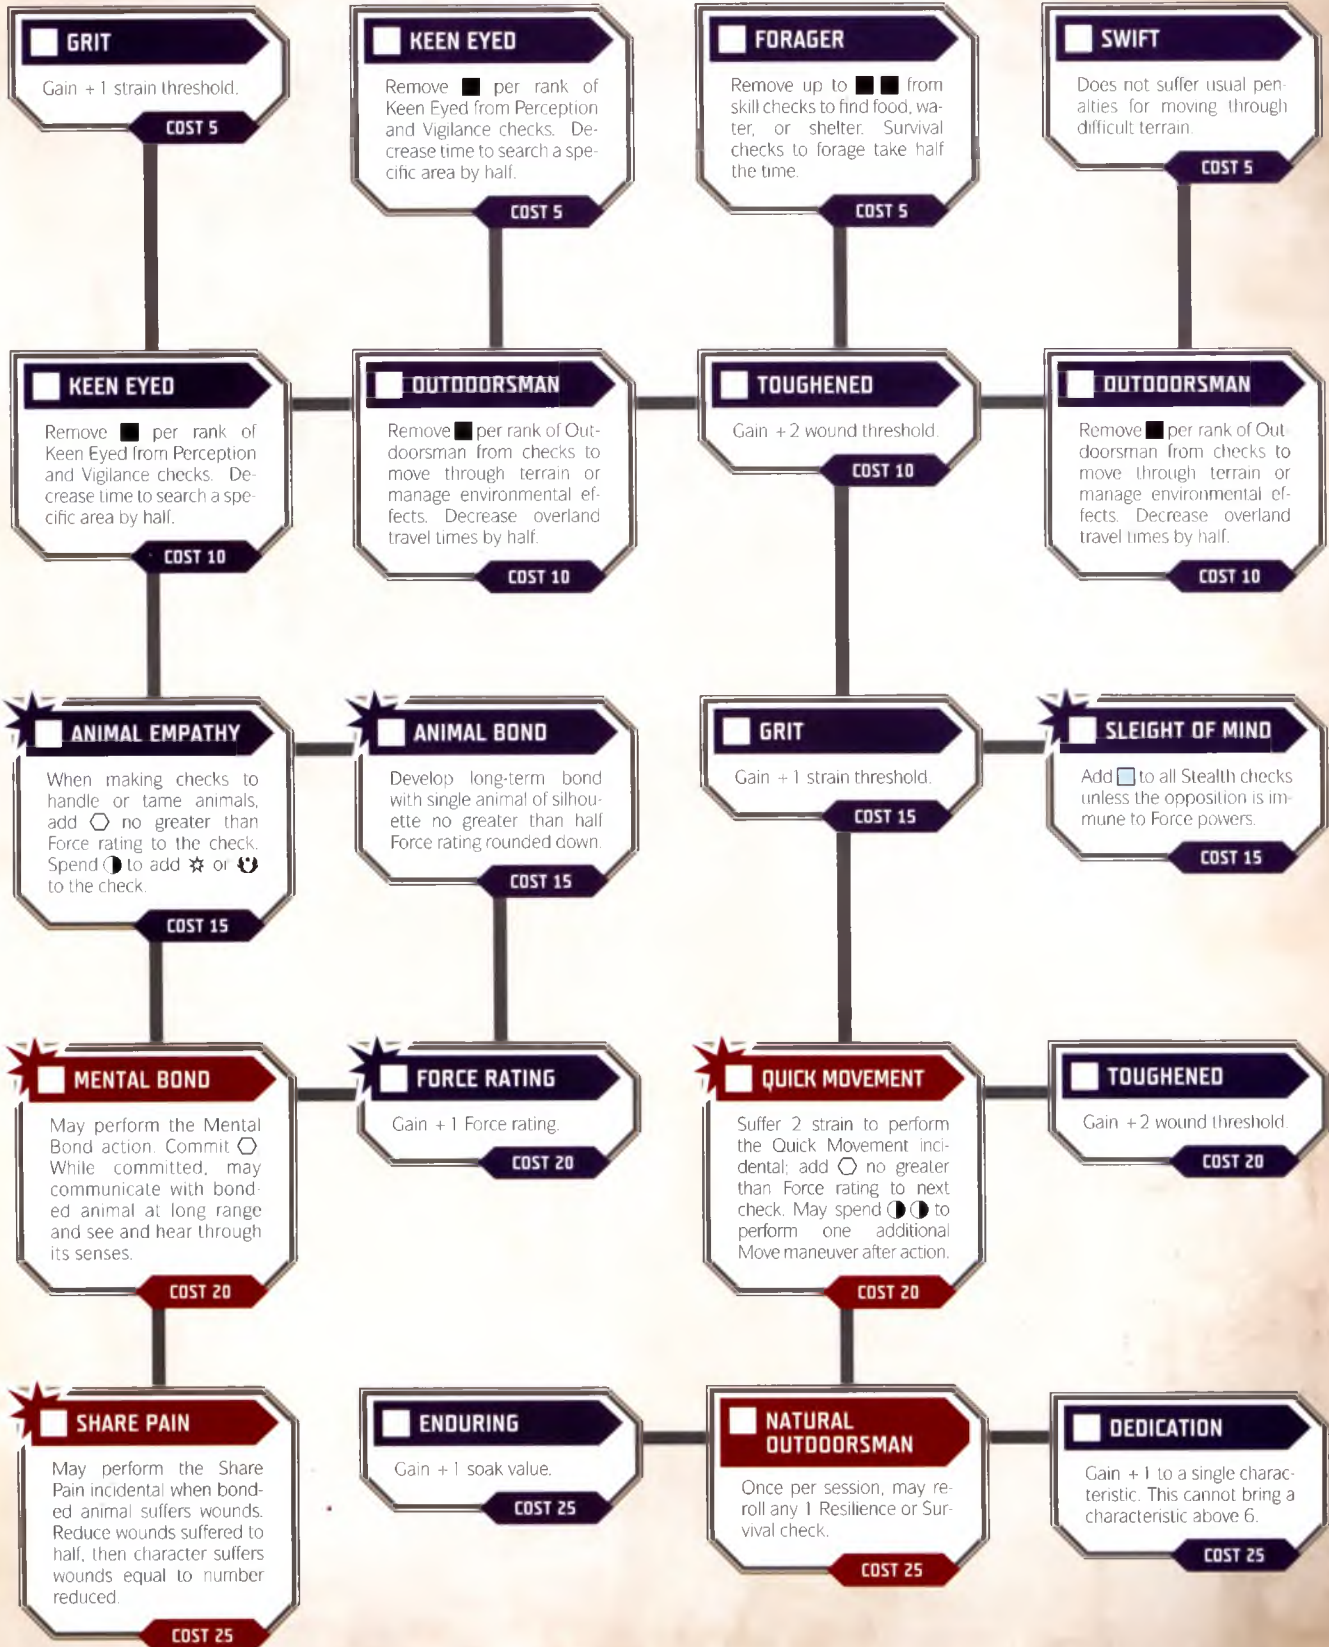 GRIT
Gain + 1 strain threshold.
COST 5
KEEN EYED
Remove ■ per rank of
Keen Eyed from Perception
and Vigilance checks. De-
crease time to search a spe-
cific area by half.
COST 5
FORAGER
Remove up to ■ ■ from
skill checks to find food, wa-
ter, or shelter. Survival
checks to forage take half
the time.
COST 5
SWIFT
Does not suffer usual pen-
alties for moving through
difficult terrain.
COST 5
KEEN EYED
Remove ■ per rank of
Keen Eyed from Perception
and Vigilance checks. De-
crease time to search a spe-
cific area by half.
COST 10
OUTDOORSMAN
Remove ■ per rank of Out-
doorsman from checks to
move through terrain or
manage environmental ef-
fects. Decrease overland
travel times by half.
COST 10
TOUGHENED
Gain + 2 wound threshold.
COST 10
OUTDOORSMAN
Remove ■ per rank of Out
doorsman from checks to
move through terrain or
manage environmental ef-
fects. Decrease overland
travel times by half.
COST 10
ANIMAL EMPATHY
When making checks to
handle or tame animals,
add no greater than
Force rating to the check.
Spend to add or
to the check.
COST 15
ANIMAL BOND
Develop long-term bond
with single animal of silhou-
ette no greater than half
Force rating rounded down.
COST 15
GRIT
Gain + 1 strain threshold.
COST 15
SLEIGHT OF MIND
Add to all Stealth checks
unless the opposition is im-
mune to Force powers.
COST 15
MENTAL BOND
May perform the Mental
Bond action. Commit
While committed, may
communicate with bond-
ed animal at long range
and see and hear through
its senses.
COST 20
FORCE RATING
Gain + 1 Force rating.
COST 20
QUICK MOVEMENT
Suffer 2 strain to perform
the Quick Movement inci-
dental; add no greater
than Force rating to next
check. May spend to
perform one additional
Move maneuver after action.
COST 20
TOUGHENED
Gain + 2 wound threshold.
COST 20
SHARE PAIN
May perform the Share
Pain incidental when bond-
ed animal suffers wounds.
Reduce wounds suffered to
half, then character suffers
wounds equal to number
reduced.
COST 25
ENDURING
Gain + 1 soak value.
COST 25
NATURAL
OUTDOORSMAN
Once per session, may re-
roll any 1 Resilience or Sur-
vival check.
COST 25
DEDICATION
Gain + 1 to a single charac-
teristic. This cannot bring a
characteristic above 6.
COST 25